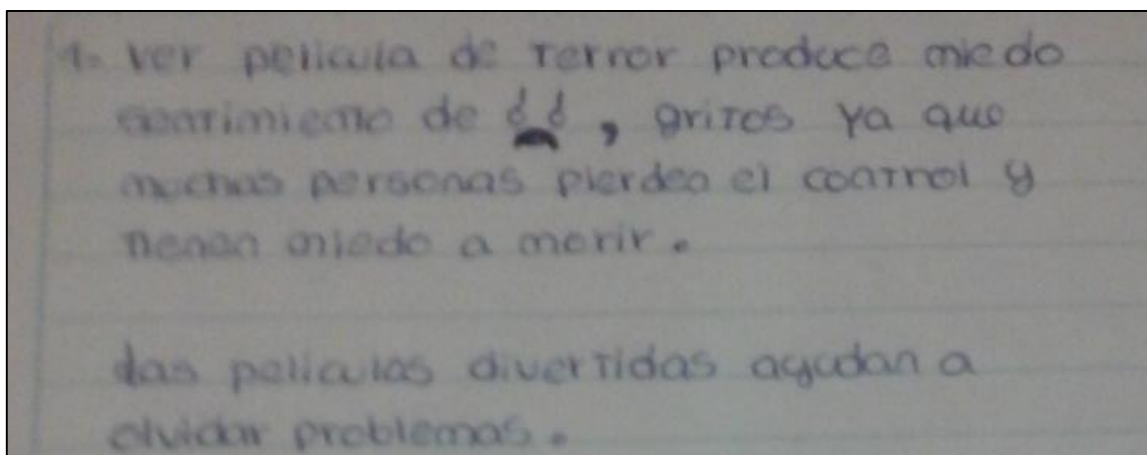 1. ver pelicula de Terror produce miedo
sentimiento de , gritos ya que
muchas personas pierden el control y
tienen miedo a morir.
las peliculas divertidas ayudan a
olvidar problemas.